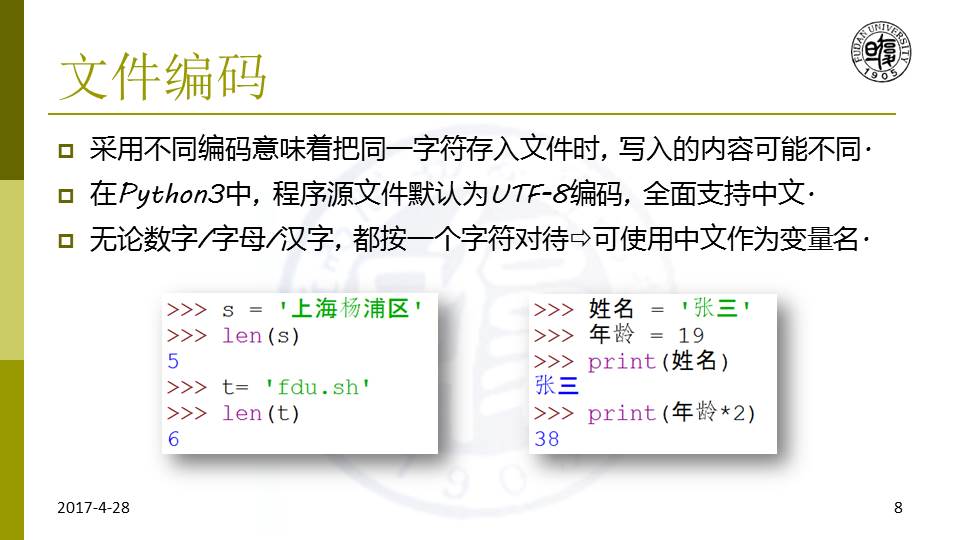 文件编码
FUDAN UNIVERSITY
1905
采用不同编码意味着把同一字符存入文件时, 写入的内容可能不同.
在Python3中, 程序源文件默认为UTF-8编码, 全面支持中文.
无论数字/字母/汉字, 都按一个字符对待⇨可使用中文作为变量名.
>>> s = '上海杨浦区'
>>> len(s)
5
>>> t= 'fdu.sh'
>>> len(t)
6
>>> 姓名 = '张三'
>>> 年龄 = 19
>>> print(姓名)
张三
>>> print(年龄*2)
38
2017-4-28
8